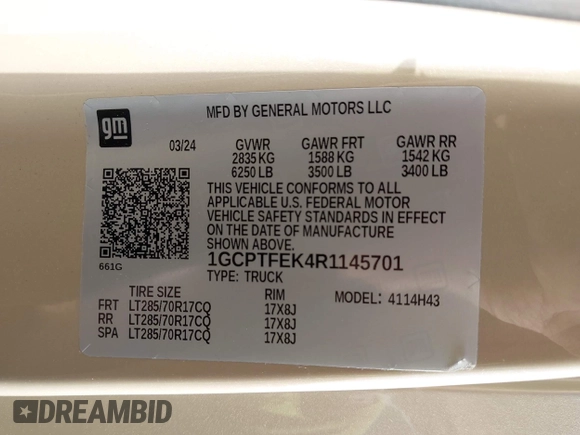 gm
MFD BY GENERAL MOTORS LLC
03/24 GVWR GAWR FRT GAWR RR
2835 KG 1588 KG 1542 KG
6250 LB 3500 LB 3400 LB
THIS VEHICLE CONFORMS TO ALL
APPLICABLE U.S. FEDERAL MOTOR
VEHICLE SAFETY STANDARDS IN EFFECT
ON THE DATE OF MANUFACTURE
SHOWN ABOVE.
661G
1GCPTFEK4R1145701
TYPE: TRUCK
TIRE SIZE RIM MODEL: 4114H43
FRT LT285/70R17CQ 17X8J
RR LT285/70R17CQ 17X8J
SPA LT285/70R17CQ 17X8J
DREAMBID